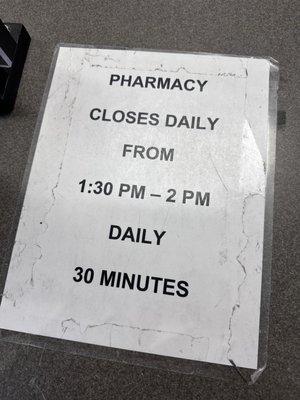 PHARMACY
CLOSES DAILY
FROM
1:30 PM – 2 PM
DAILY
30 MINUTES